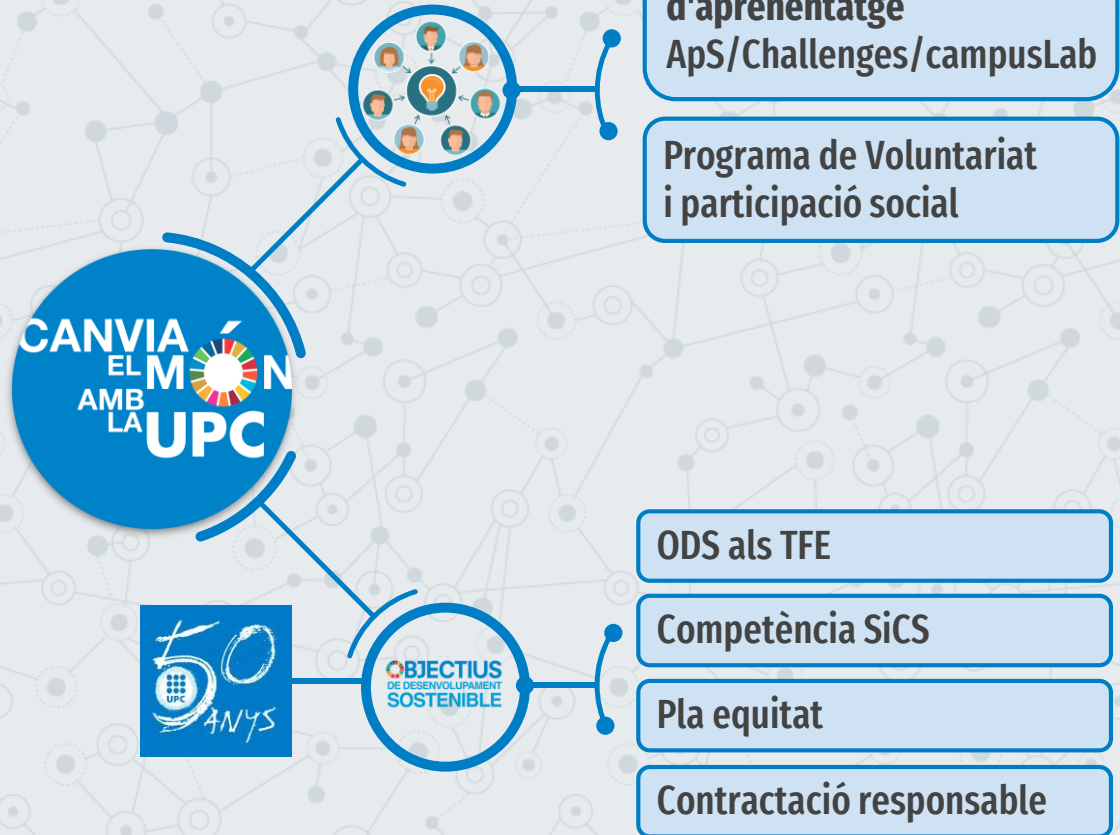 d'aprenentatge
ApS/Challenges/campusLab
Programa de Voluntariat
i participació social
CANVIA
EL MÓN
AMB
LA UPC
ODS als TFE
Competència SiCS
Pla equitat
Contractació responsable
50
UPC
ANYS
OBJECTIUS
DE DESENVOLUPAMENT
SOSTENIBLE